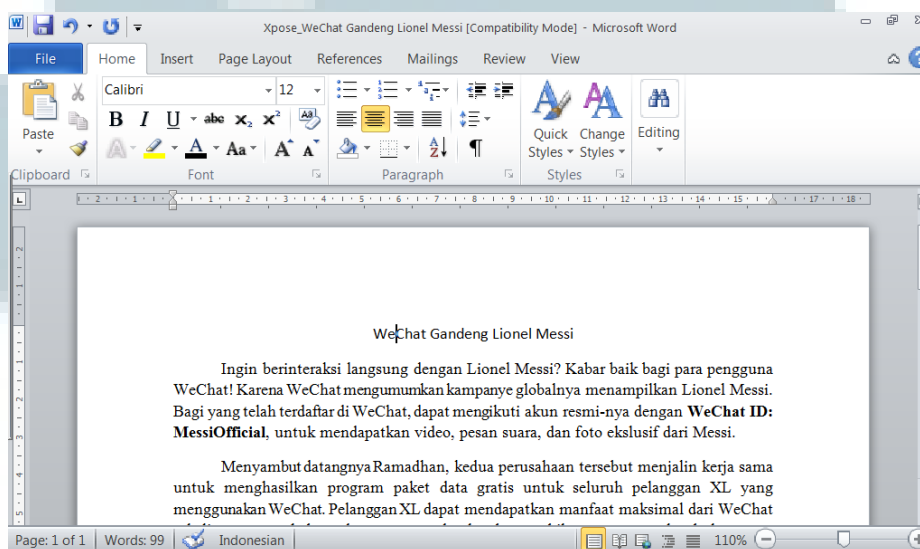 Xpose_WeChat Gandeng Lionel Messi [Compatibility Mode] - Microsoft Word
File Home Insert Page Layout References Mailings Review View
Calibri 12
Paste
Quick Styles
Change Styles
Editing
Clipboard Font Paragraph Styles
WeChat Gandeng Lionel Messi
Ingin berinteraksi langsung dengan Lionel Messi? Kabar baik bagi para pengguna
WeChat! Karena WeChat mengumumkan kampanye globalnya menampilkan Lionel Messi.
Bagi yang telah terdaftar di WeChat, dapat mengikuti akun resmi-nya dengan WeChat ID:
MessiOfficial, untuk mendapatkan video, pesan suara, dan foto ekslusif dari Messi.
Menyambut datangnya Ramadhan, kedua perusahaan tersebut menjalin kerja sama
untuk menghasilkan program paket data gratis untuk seluruh pelanggan XL yang
menggunakan WeChat. Pelanggan XL dapat mendapatkan manfaat maksimal dari WeChat
Page: 1 of 1 Words: 99 Indonesian 110%